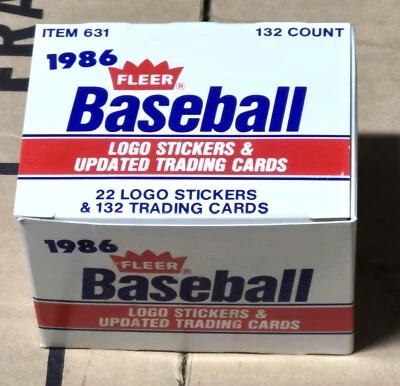 ITEM 631 132 COUNT
1986
FLEER®
Baseball
LOGO STICKERS &
UPDATED TRADING CARDS
22 LOGO STICKERS
& 132 TRADING CARDS
1986
FLEER®
Baseball
LOGO STICKERS &
UPDATED TRADING CARDS